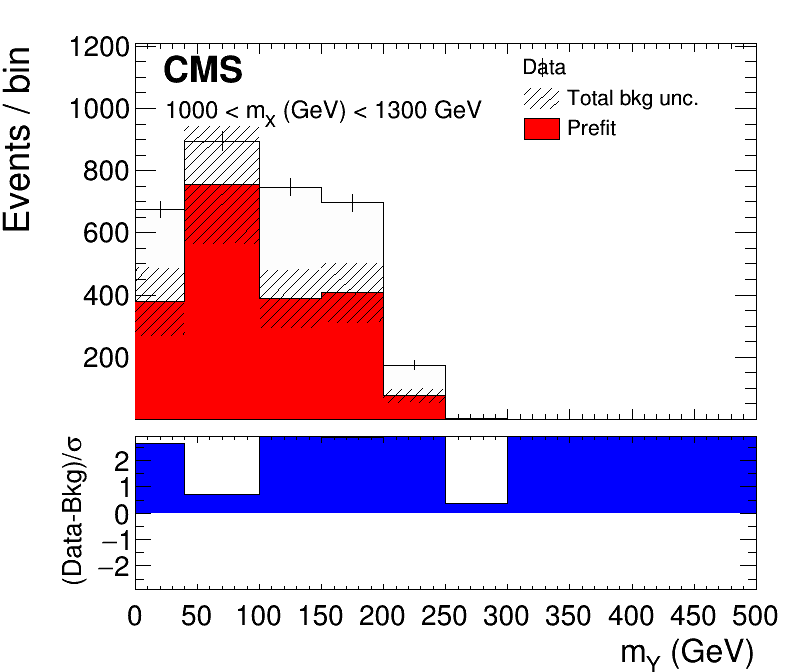 1200
1000
800
600
400
200
Events / bin
CMS
1000 < mX (GeV) < 1300 GeV
Data
Total bkg unc.
Prefit
(Data-Bkg)/σ
2
1
0
−1
−2
0 50 100 150 200 250 300 350 400 450 500
mY (GeV)